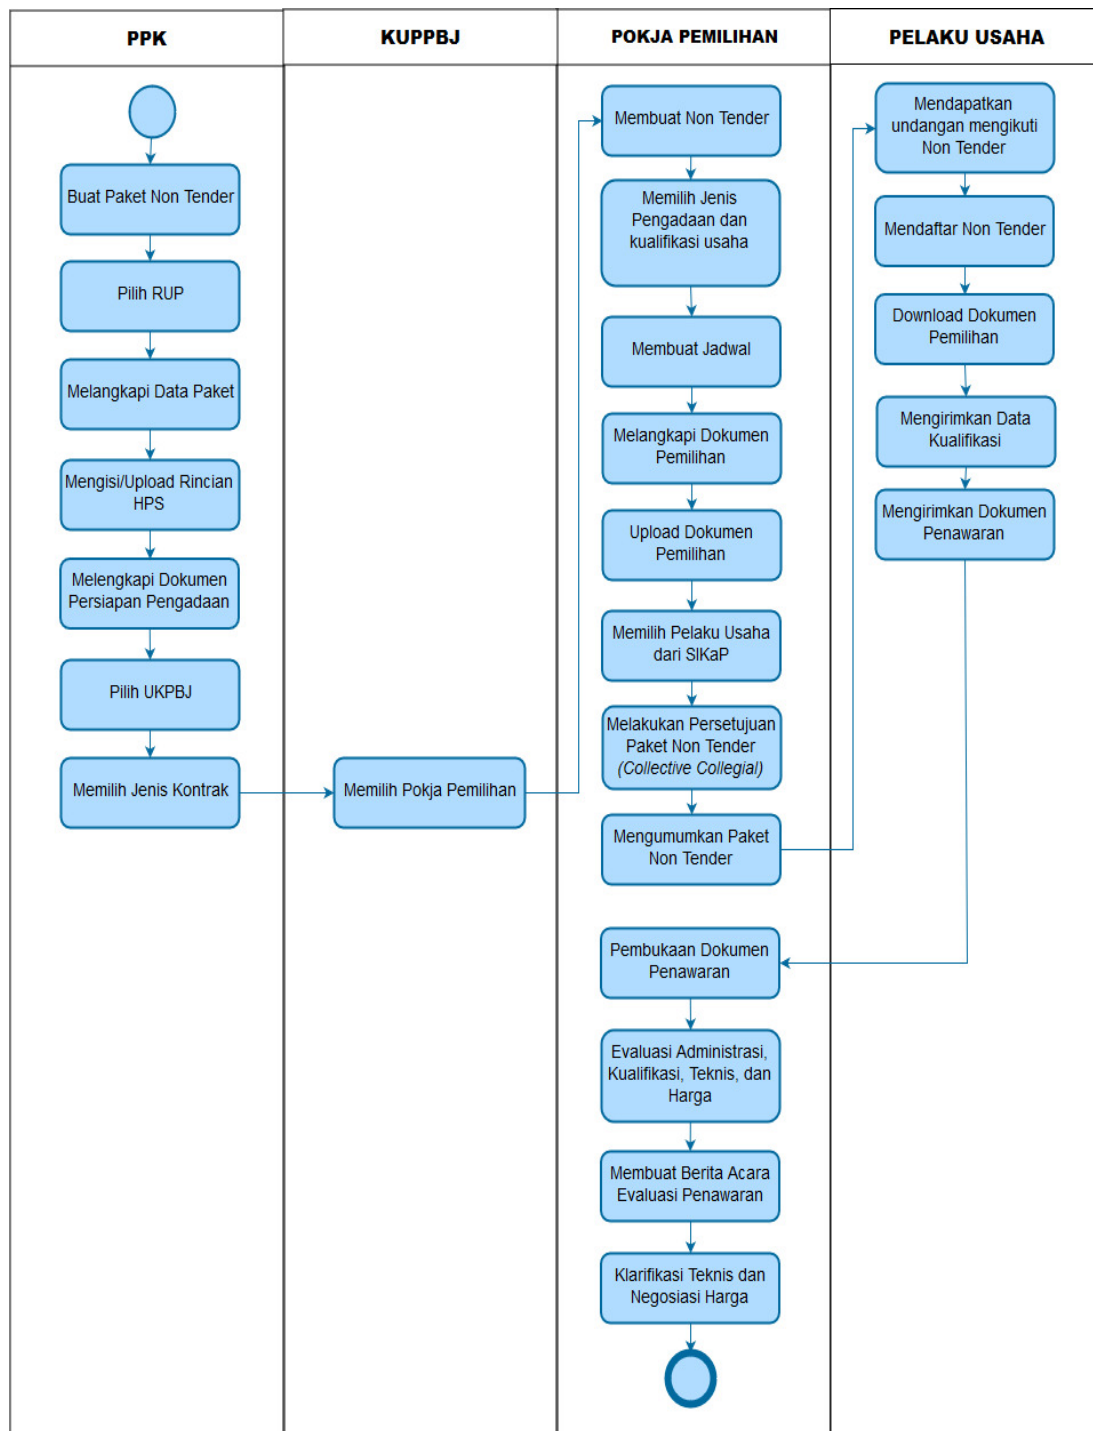 PPK
KUPPBJ
POKJA PEMILIHAN
PELAKU USAHA
Buat Paket Non Tender
Pilih RUP
Melangkapi Data Paket
Mengisi/Upload Rincian
HPS
Melengkapi Dokumen
Persiapan Pengadaan
Pilih UKPBJ
Memilih Jenis Kontrak
Memilih Pokja Pemilihan
Membuat Non Tender
Memilih Jenis
Pengadaan dan
kualifikasi usaha
Membuat Jadwal
Melangkapi Dokumen
Pemilihan
Upload Dokumen
Pemilihan
Memilih Pelaku Usaha
dari SIKaP
Melakukan Persetujuan
Paket Non Tender
(Collective Collegial)
Mengumumkan Paket
Non Tender
Mendapatkan
undangan mengikuti
Non Tender
Mendaftar Non Tender
Download Dokumen
Pemilihan
Mengirimkan Data
Kualifikasi
Mengirimkan Dokumen
Penawaran
Pembukaan Dokumen
Penawaran
Evaluasi Administrasi,
Kualifikasi, Teknis, dan
Harga
Membuat Berita Acara
Evaluasi Penawaran
Klarifikasi Teknis dan
Negosiasi Harga